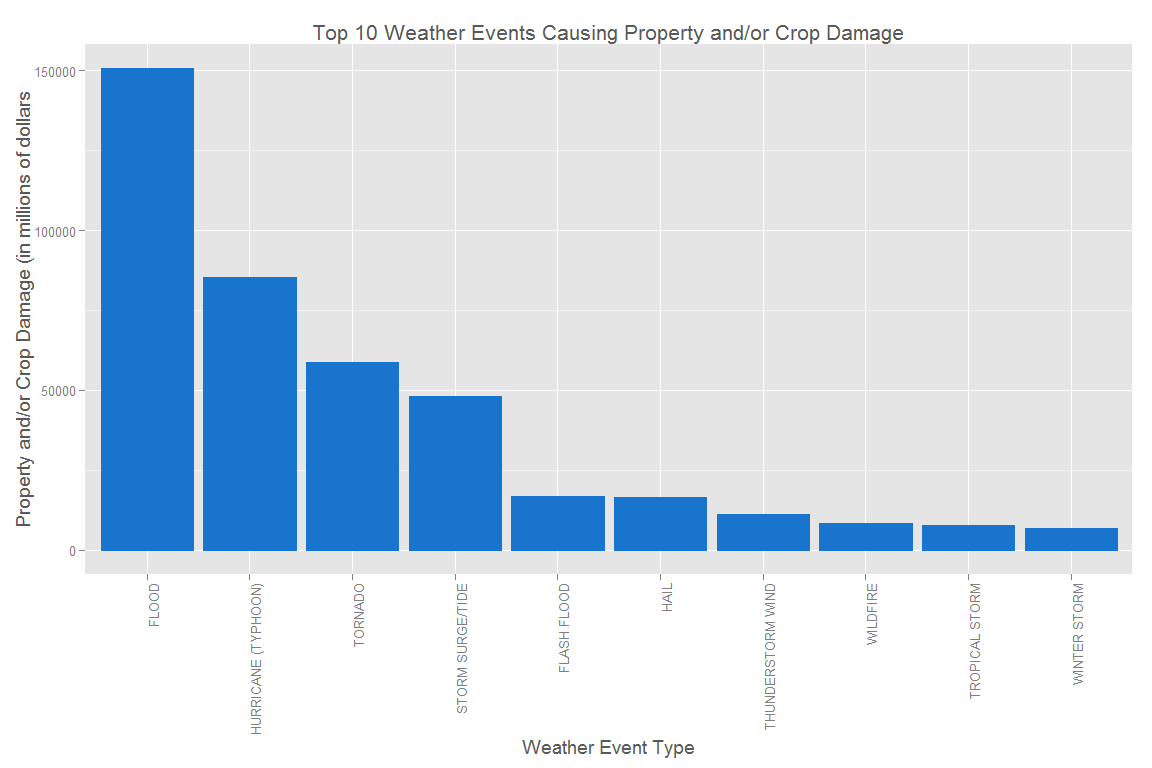 Top 10 Weather Events Causing Property and/or Crop Damage
Property and/or Crop Damage (in millions of dollars
150000
100000
50000
0
FLOOD
HURRICANE (TYPHOON)
TORNADO
STORM SURGE/TIDE
FLASH FLOOD
HAIL
THUNDERSTORM WIND
WILDFIRE
TROPICAL STORM
WINTER STORM
Weather Event Type